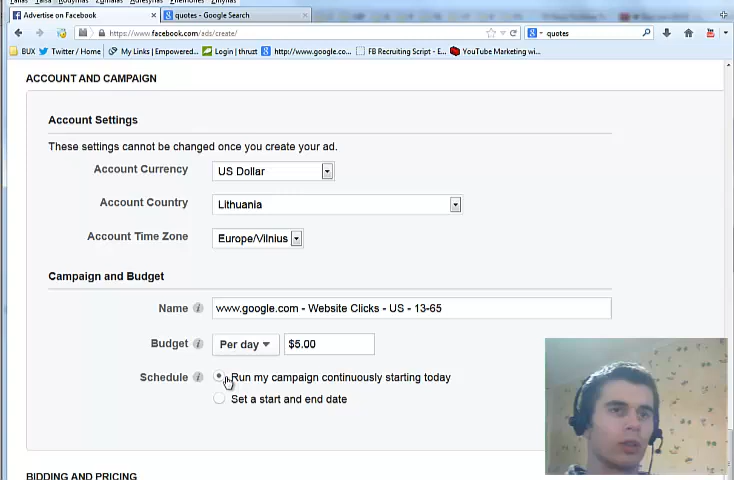 Advertise on Facebook
quotes - Google Search
https://www.facebook.com/ads/create/
quotes
BUX
Twitter / Home
My Links | Empowered...
Login | thrust
http://www.google.co...
FB Recruiting Script - E...
YouTube Marketing wi...
ACCOUNT AND CAMPAIGN
Account Settings
These settings cannot be changed once you create your ad.
Account Currency
US Dollar
Account Country
Lithuania
Account Time Zone
Europe/Vilnius
Campaign and Budget
Name
www.google.com - Website Clicks - US - 13-65
Budget
Per day
$5.00
Schedule
Run my campaign continuously starting today
Set a start and end date
BIDDING AND PRICING